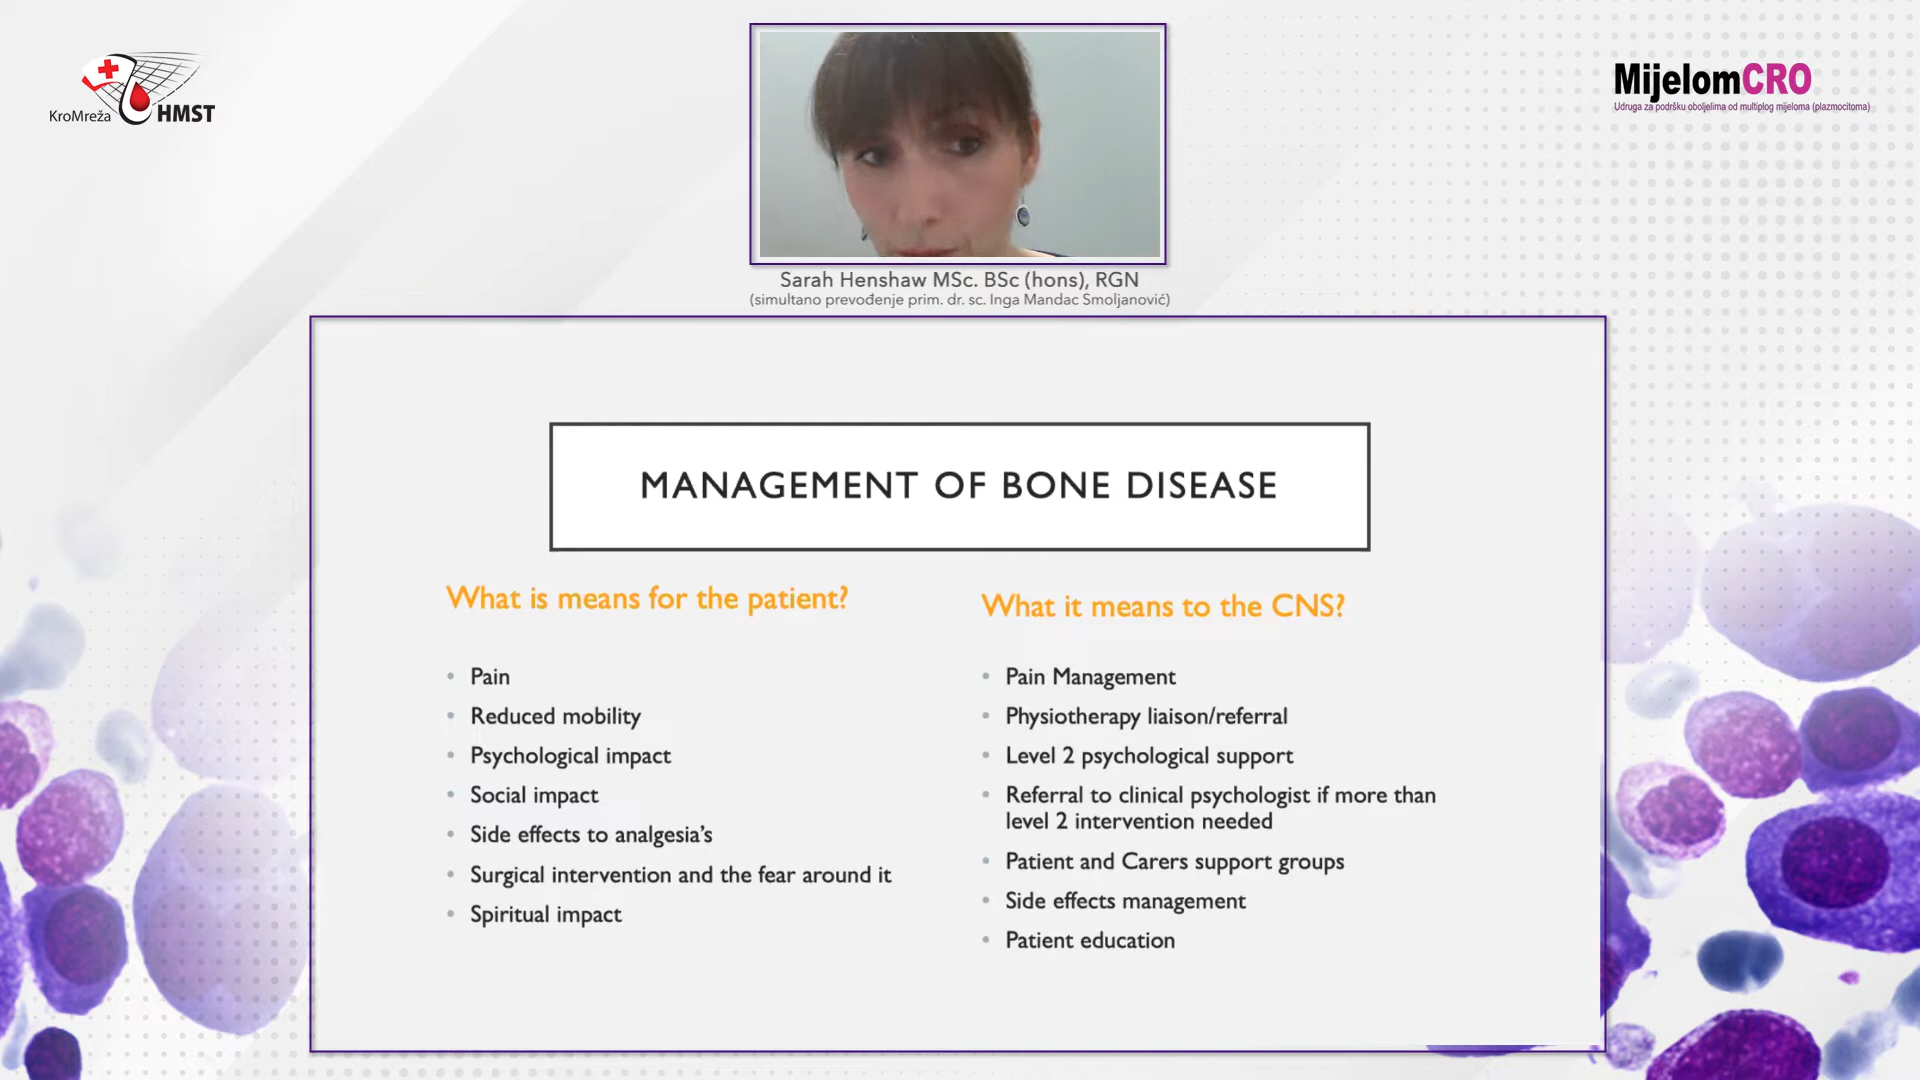 KroMreža HMST
MijelomCRO
Udruga za podršku oboljelima od multiplog mijeloma (plazmocitoma)
Sarah Henshaw MSc. BSc (hons), RGN
(simultano prevođenje prim. dr. sc. Inga Mandac Smoljanović)
MANAGEMENT OF BONE DISEASE
What is means for the patient?
• Pain
• Reduced mobility
• Psychological impact
• Social impact
• Side effects to analgesia’s
• Surgical intervention and the fear around it
• Spiritual impact
What it means to the CNS?
• Pain Management
• Physiotherapy liaison/referral
• Level 2 psychological support
• Referral to clinical psychologist if more than
level 2 intervention needed
• Patient and Carers support groups
• Side effects management
• Patient education